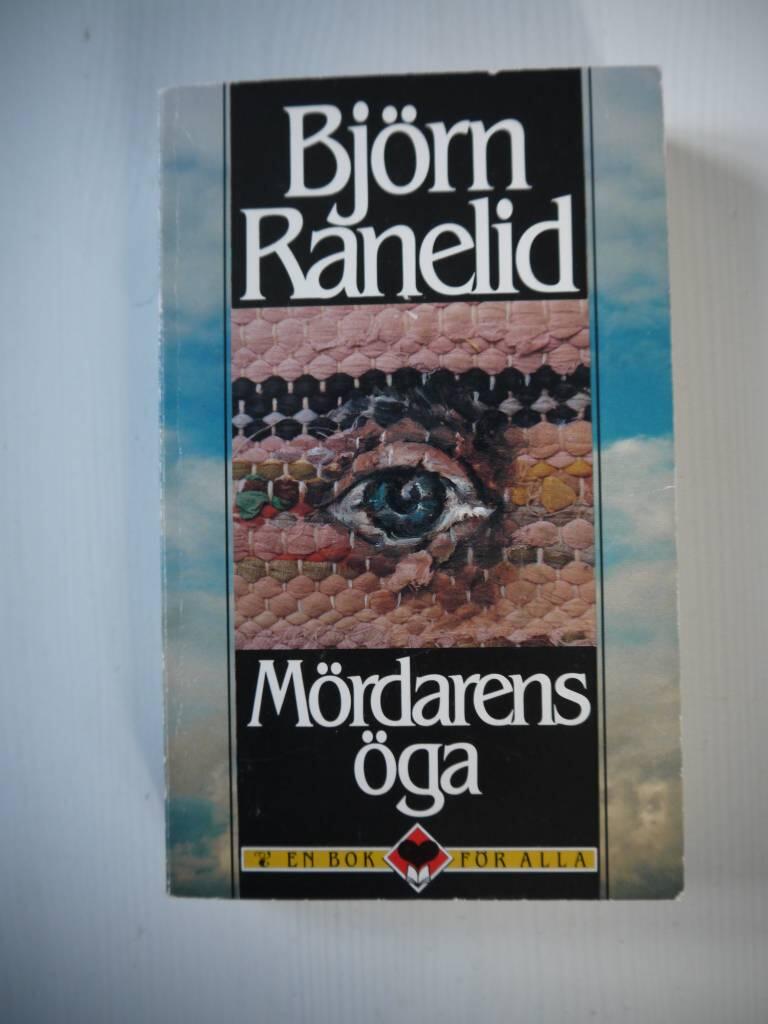 Björn
Ranelid
Mördarens
öga
EN BOK FÖR ALLA